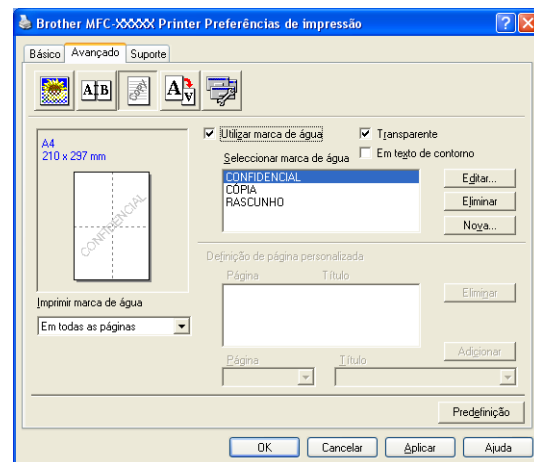 Brother MFC-XXXXX Printer Preferências de impressão
Básico Avançado Suporte
A B COPY A A
A4
210 x 297 mm
CONFIDENCIAL
Imprimir marca de água
Em todas as páginas
Utilizar marca de água Transparente
Seleccionar marca de água Em texto de contorno
CONFIDENCIAL
CÓPIA
RASCUNHO
Editar...
Eliminar
Nova...
Definição de página personalizada
Página Título
Eliminar
Adicionar
Página Título
Predefinição
OK Cancelar Aplicar Ajuda